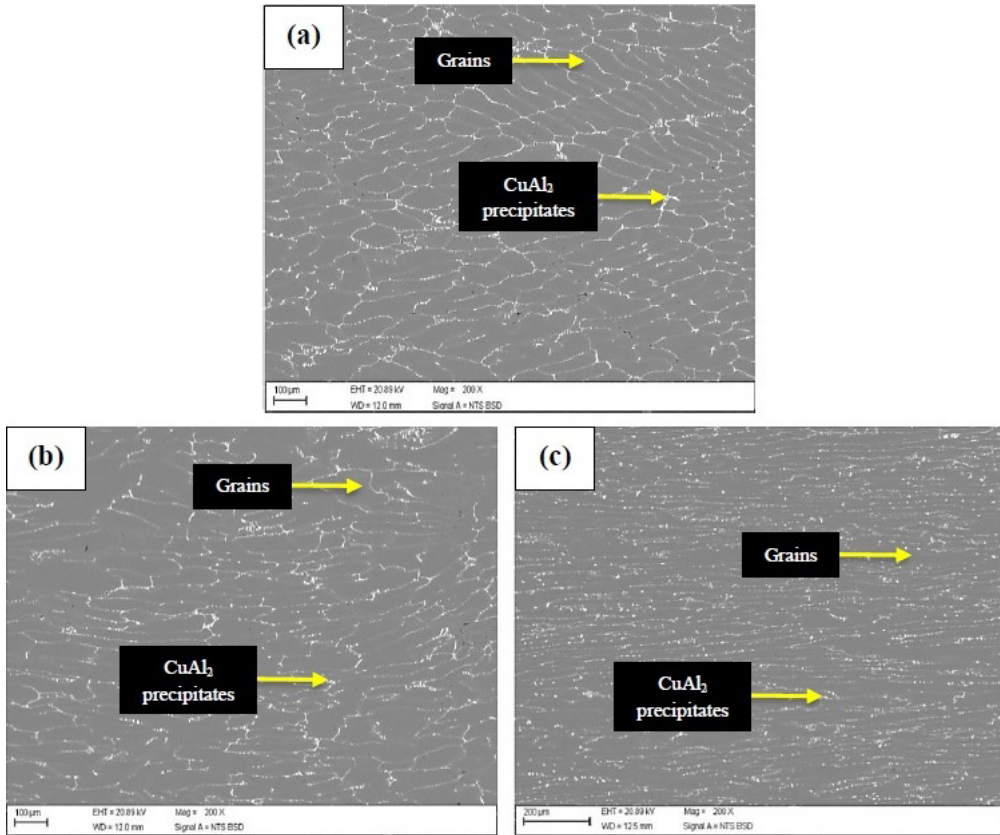 (a)
Grains
CuAl₂
precipitates
100 µm EHT = 20.89 kV Mag = 200 X
WD = 12.0 mm Signal A = NTS BSD
(b)
Grains
CuAl₂
precipitates
100 µm EHT = 20.89 kV Mag = 200 X
WD = 12.0 mm Signal A = NTS BSD
(c)
Grains
CuAl₂
precipitates
200 µm EHT = 20.89 kV Mag = 200 X
WD = 12.5 mm Signal A = NTS BSD